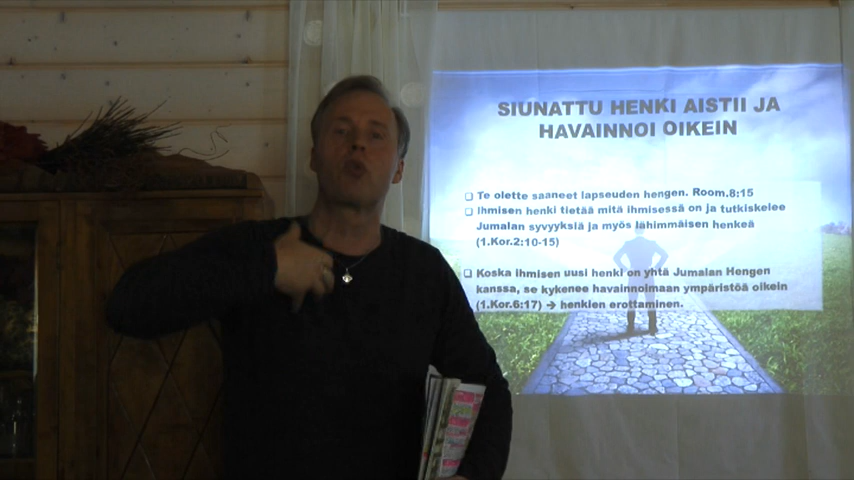 SIUNATTU HENKI AISTII JA
HAVAINNOI OIKEIN
❑ Te olette saaneet lapseuden hengen. Room.8:15
❑ Ihmisen henki tietää mitä ihmisessä on ja tutkiskelee
Jumalan syvyyksiä ja myös lähimmäisen henkeä
(1.Kor.2:10-15)
❑ Koska ihmisen uusi henki on yhtä Jumalan Hengen
kanssa, se kykenee havainnoimaan ympäristöä oikein
(1.Kor.6:17) → henkien erottaminen.